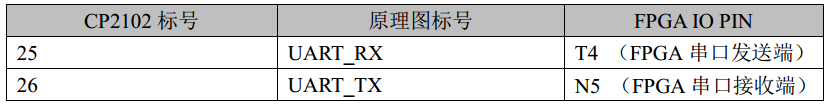 CP2102 标号 原理图标号 FPGA IO PIN
25 UART_RX T4 （FPGA 串口发送端）
26 UART_TX N5（FPGA 串口接收端）